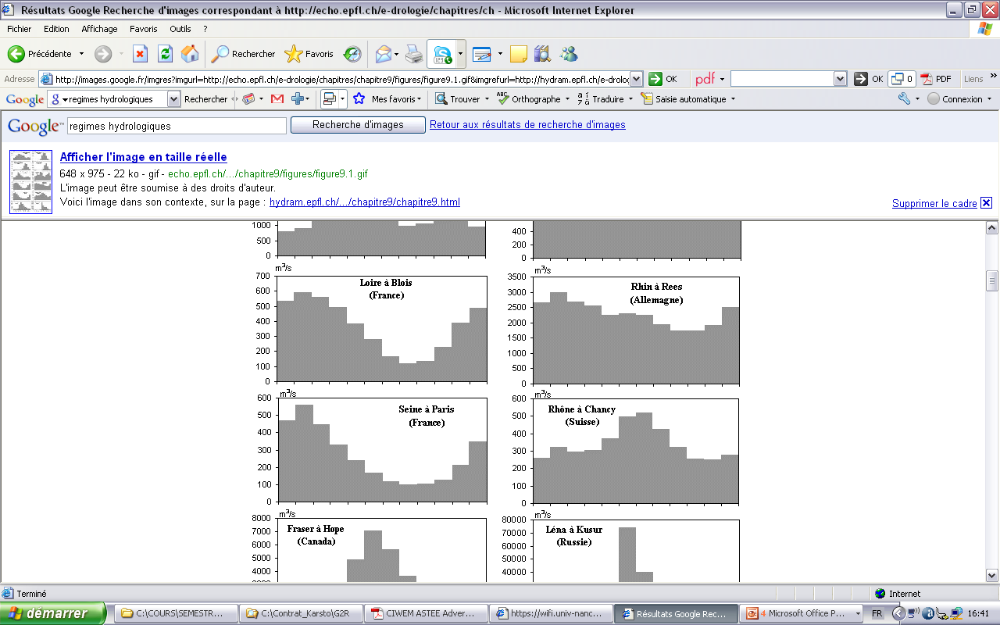 Résultats Google Recherche d'images correspondant à http://echo.epfl.ch/e-drologie/chapitres/ch - Microsoft Internet Explorer
Fichier Edition Affichage Favoris Outils ?
Précédente Rechercher Favoris
Adresse http://images.google.fr/imgres?imgurl=http://echo.epfl.ch/e-drologie/chapitres/chapitre9/figures/figure9.1.gif&imgrefurl=http://hydram.epfl.ch/e-drolog OK pdf OK 0 PDF Liens »
Google g regimes hydrologiques Rechercher Mes favoris Trouver Orthographe Traduire Saisie automatique Connexion
Google™ regimes hydrologiques Recherche d'images Retour aux résultats de recherche d'images
Afficher l'image en taille réelle
648 x 975 - 22 ko - gif - echo.epfl.ch/.../chapitre9/figures/figure9.1.gif
L'image peut être soumise à des droits d'auteur.
Voici l'image dans son contexte, sur la page : hydram.epfl.ch/.../chapitre9/chapitre9.html
Supprimer le cadre
1000
500
0
400
200
0
m³/s
700
600
500
400
300
200
100
0
Loire à Blois
(France)
m³/s
3500
3000
2500
2000
1500
1000
500
0
Rhin à Rees
(Allemagne)
m³/s
600
500
400
300
200
100
0
Seine à Paris
(France)
m³/s
600
500
400
300
200
100
0
Rhône à Chancy
(Suisse)
m³/s
8000
7000
6000
5000
4000
3000
Fraser à Hope
(Canada)
m³/s
80000
70000
60000
50000
40000
Léna à Kusur
(Russie)
Terminé Internet
démarrer C:\COURS\SEMESTR... C:\Contrat_Karsto\G2R CIWEM ASTEE Adver... https://wifi.univ-nanc... Résultats Google Rec... 4 Microsoft Office P... FR 16:41